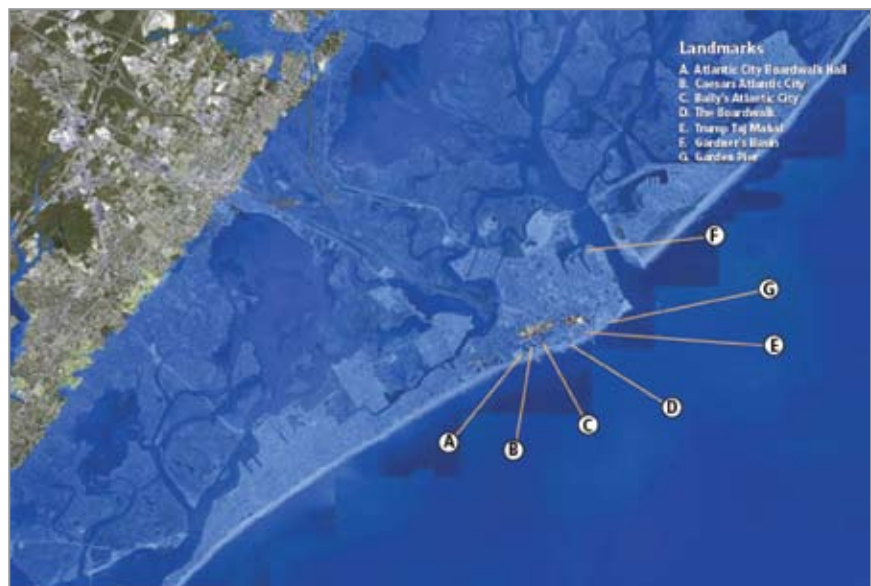 Landmarks
A. Atlantic City Boardwalk Hall
B. Caesars Atlantic City
C. Bally's Atlantic City
D. The Boardwalk
E. Trump Taj Mahal
F. Gardner's Basin
G. Garden Pier
F
G
E
D
C
A
B